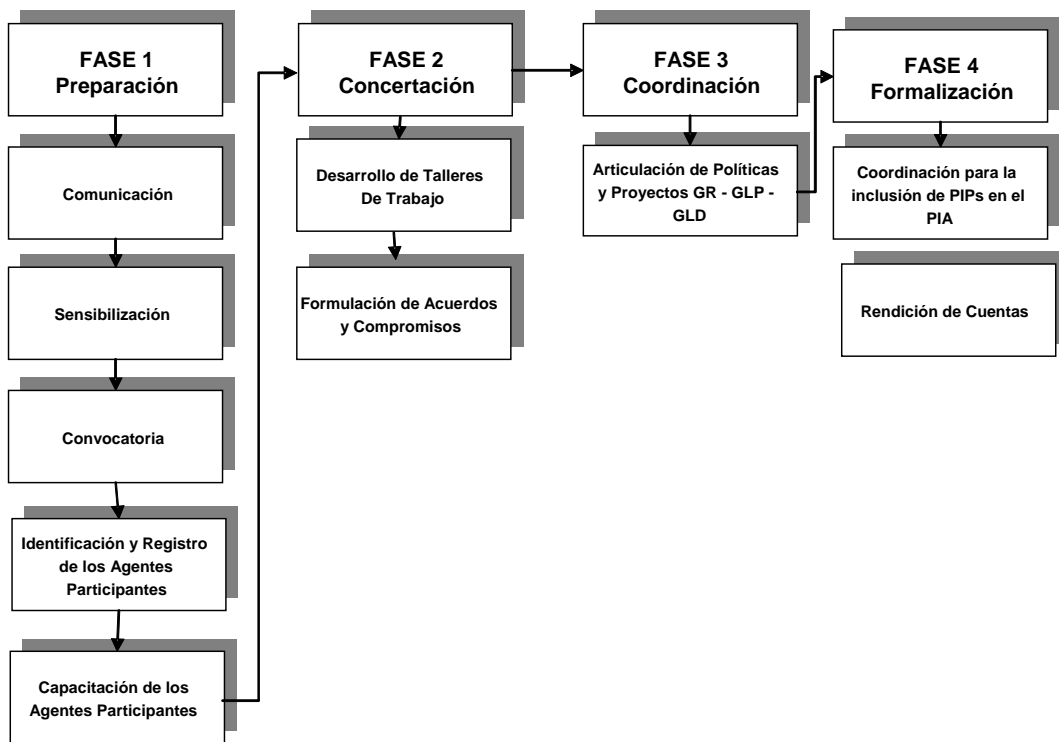 FASE 1
Preparación
Comunicación
Sensibilización
Convocatoria
Identificación y Registro
de los Agentes
Participantes
Capacitación de los
Agentes Participantes
FASE 2
Concertación
Desarrollo de Talleres
De Trabajo
Formulación de Acuerdos
y Compromisos
FASE 3
Coordinación
Articulación de Políticas
y Proyectos GR - GLP -
GLD
FASE 4
Formalización
Coordinación para la
inclusión de PIPs en el
PIA
Rendición de Cuentas